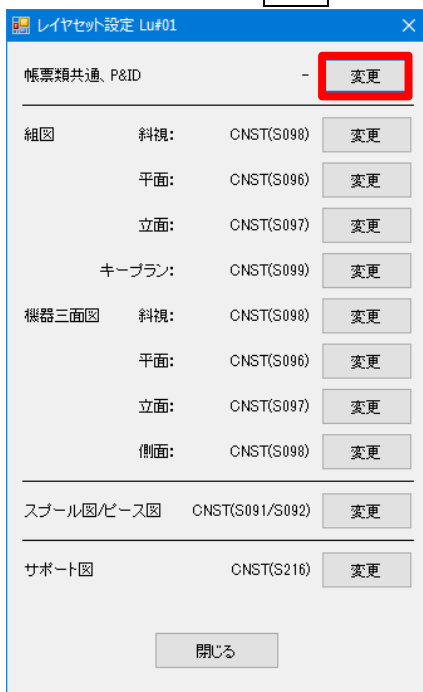 レイヤセット設定 Lu#01
帳票類共通、P&ID - 変更
組図 斜視: CNST(S098) 変更
平面: CNST(S096) 変更
立面: CNST(S097) 変更
キープラン: CNST(S099) 変更
機器三面図 斜視: CNST(S098) 変更
平面: CNST(S096) 変更
立面: CNST(S097) 変更
側面: CNST(S098) 変更
スプール図/ピース図 CNST(S091/S092) 変更
サポート図 CNST(S216) 変更
閉じる